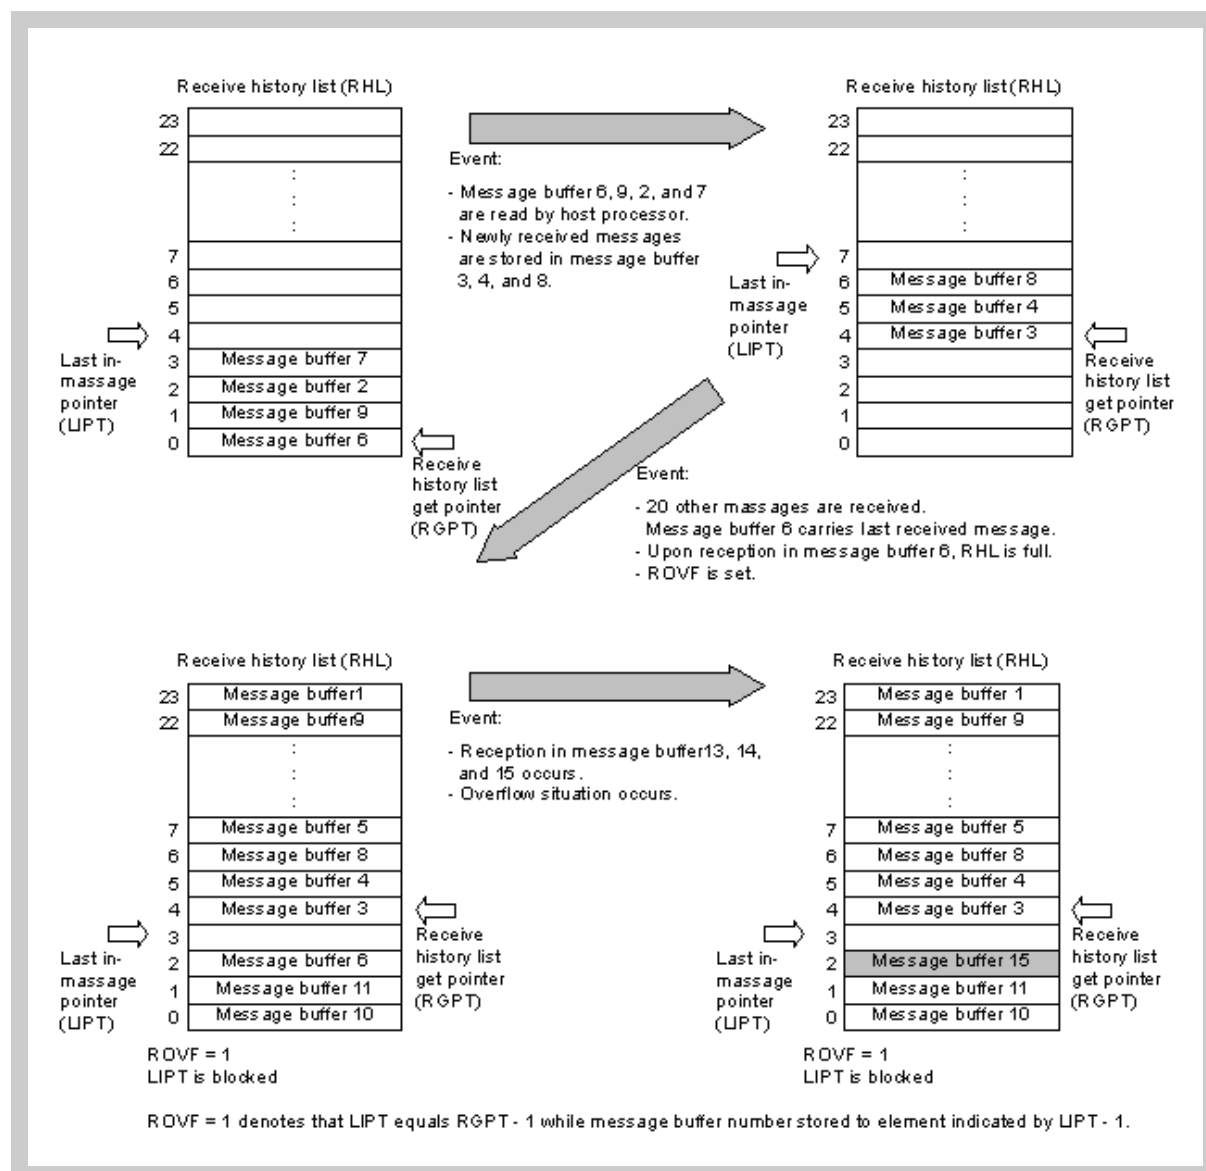 Receive history list (RHL)
23
22
:
:
:
7
6
5
4
3 Message buffer 7
2 Message buffer 2
1 Message buffer 9
0 Message buffer 6
Last in-
massage
pointer
(LIPT)
Receive
history list
get pointer
(RGPT)
Event:
- Message buffer 6, 9, 2, and 7
are read by host processor.
- Newly received messages
are stored in message buffer
3, 4, and 8.
Receive history list (RHL)
23
22
:
:
:
7
6 Message buffer 8
5 Message buffer 4
4 Message buffer 3
3
2
1
0
Last in-
massage
pointer
(LIPT)
Receive
history list
get pointer
(RGPT)
Event:
- 20 other massages are received.
Message buffer 6 carries last received message.
- Upon reception in message buffer 6, RHL is full.
- ROVF is set.
Receive history list (RHL)
23 Message buffer1
22 Message buffer9
:
:
:
7 Message buffer 5
6 Message buffer 8
5 Message buffer 4
4 Message buffer 3
3
2 Message buffer 6
1 Message buffer 11
0 Message buffer 10
Last in-
massage
pointer
(LIPT)
Receive
history list
get pointer
(RGPT)
ROVF = 1
LIPT is blocked
Event:
- Reception in message buffer13, 14,
and 15 occurs.
- Overflow situation occurs.
Receive history list (RHL)
23 Message buffer 1
22 Message buffer 9
:
:
:
7 Message buffer 5
6 Message buffer 8
5 Message buffer 4
4 Message buffer 3
3
2 Message buffer 15
1 Message buffer 11
0 Message buffer 10
Last in-
massage
pointer
(LIPT)
Receive
history list
get pointer
(RGPT)
ROVF = 1
LIPT is blocked
ROVF = 1 denotes that LIPT equals RGPT - 1 while message buffer number stored to element indicated by LIPT - 1.